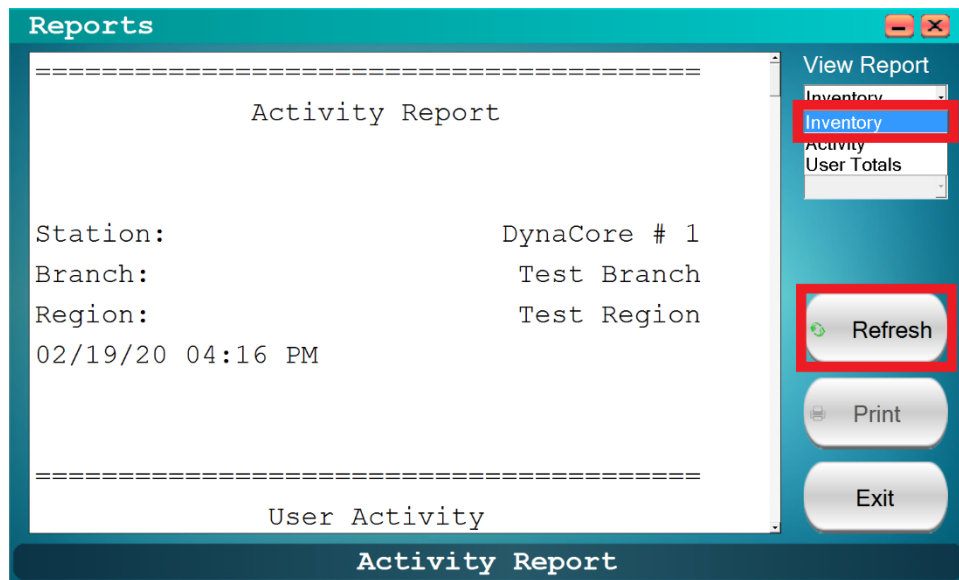 Reports
========================================
Activity Report
Station: DynaCore # 1
Branch: Test Branch
Region: Test Region
02/19/20 04:16 PM
========================================
User Activity
View Report
Inventory
Inventory
Activity
User Totals
Refresh
Print
Exit
Activity Report